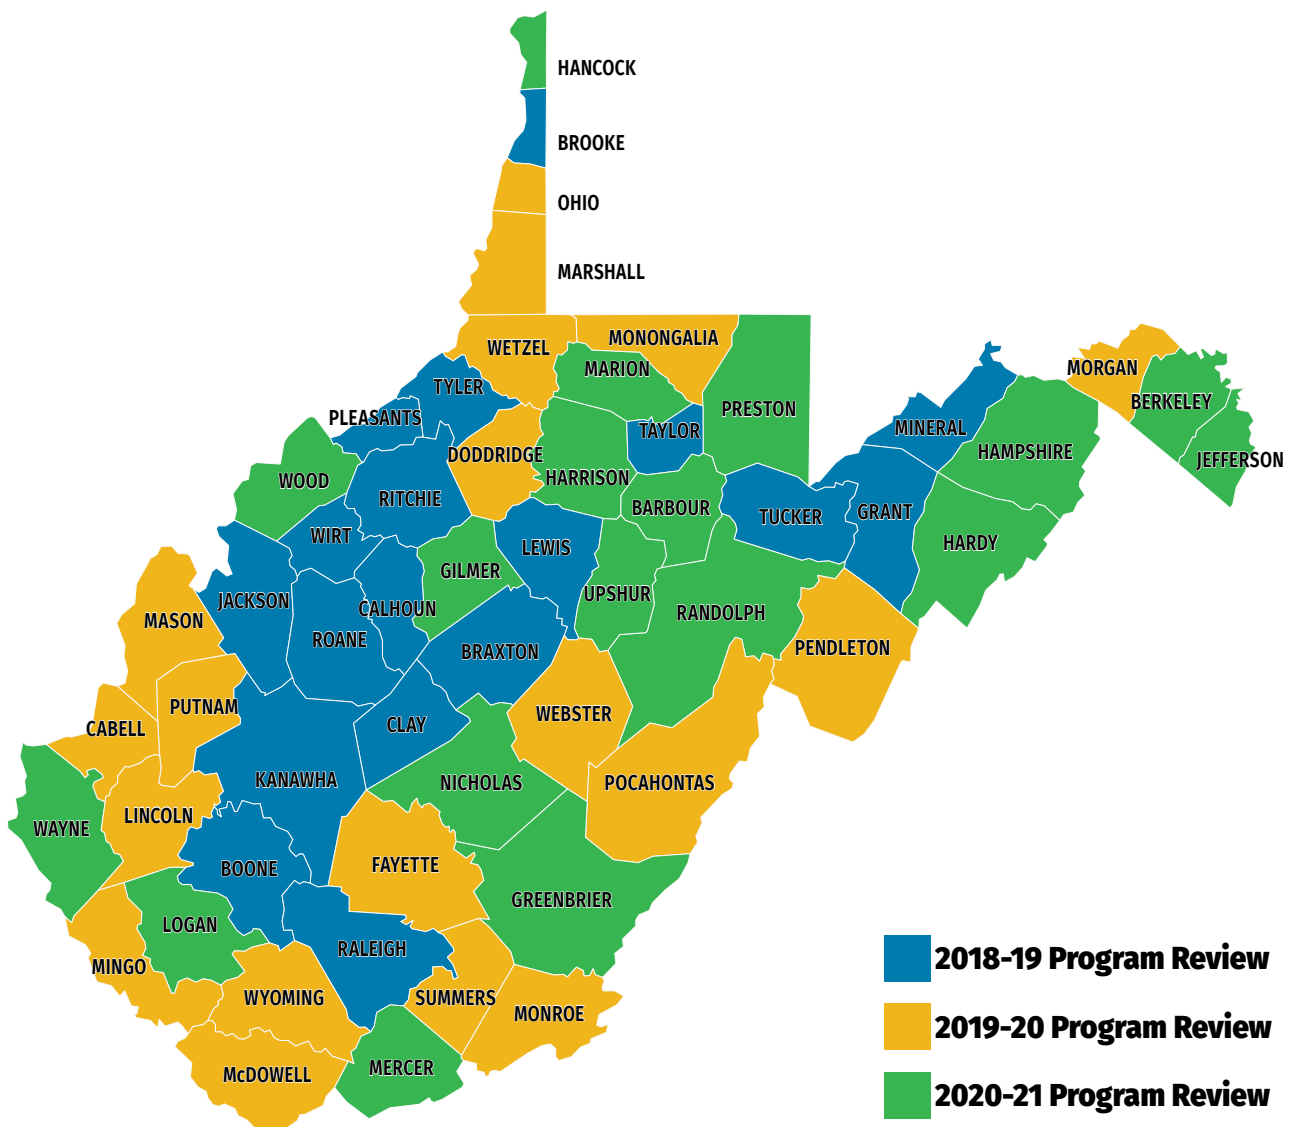 HANCOCK
BROOKE
OHIO
MARSHALL
WETZEL
MONONGALIA
MARION
MORGAN
TYLER
PLEASANTS
PRESTON
BERKELEY
TAYLOR
MINERAL
HAMPSHIRE
DODDRIDGE
JEFFERSON
WOOD
HARRISON
RITCHIE
BARBOUR
TUCKER
GRANT
WIRT
LEWIS
HARDY
GILMER
JACKSON
CALHOUN
UPSHUR
RANDOLPH
MASON
ROANE
BRAXTON
PENDLETON
PUTNAM
WEBSTER
CABELL
CLAY
KANAWHA
NICHOLAS
POCAHONTAS
LINCOLN
WAYNE
BOONE
FAYETTE
GREENBRIER
LOGAN
RALEIGH
MINGO
WYOMING
SUMMERS
MONROE
McDOWELL
MERCER
2018-19 Program Review
2019-20 Program Review
2020-21 Program Review